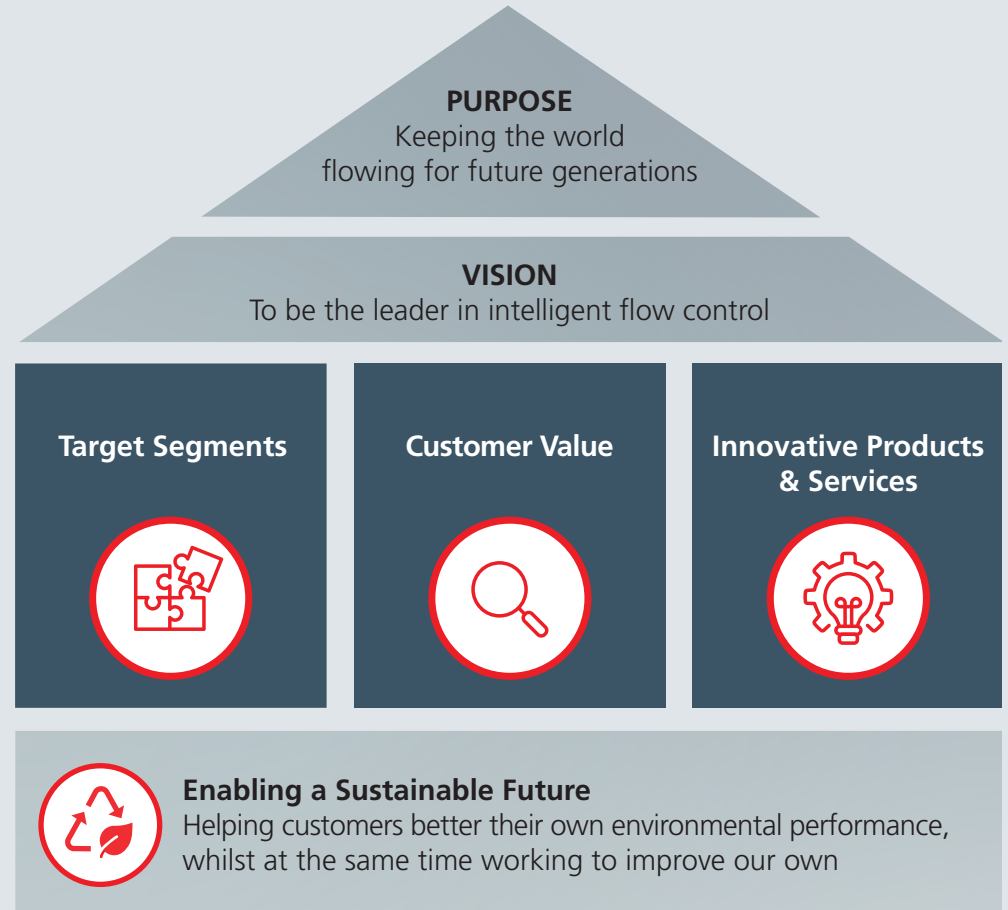 PURPOSE
Keeping the world
flowing for future generations
VISION
To be the leader in intelligent flow control
Target Segments
Customer Value
Innovative Products
& Services
Enabling a Sustainable Future
Helping customers better their own environmental performance,
whilst at the same time working to improve our own